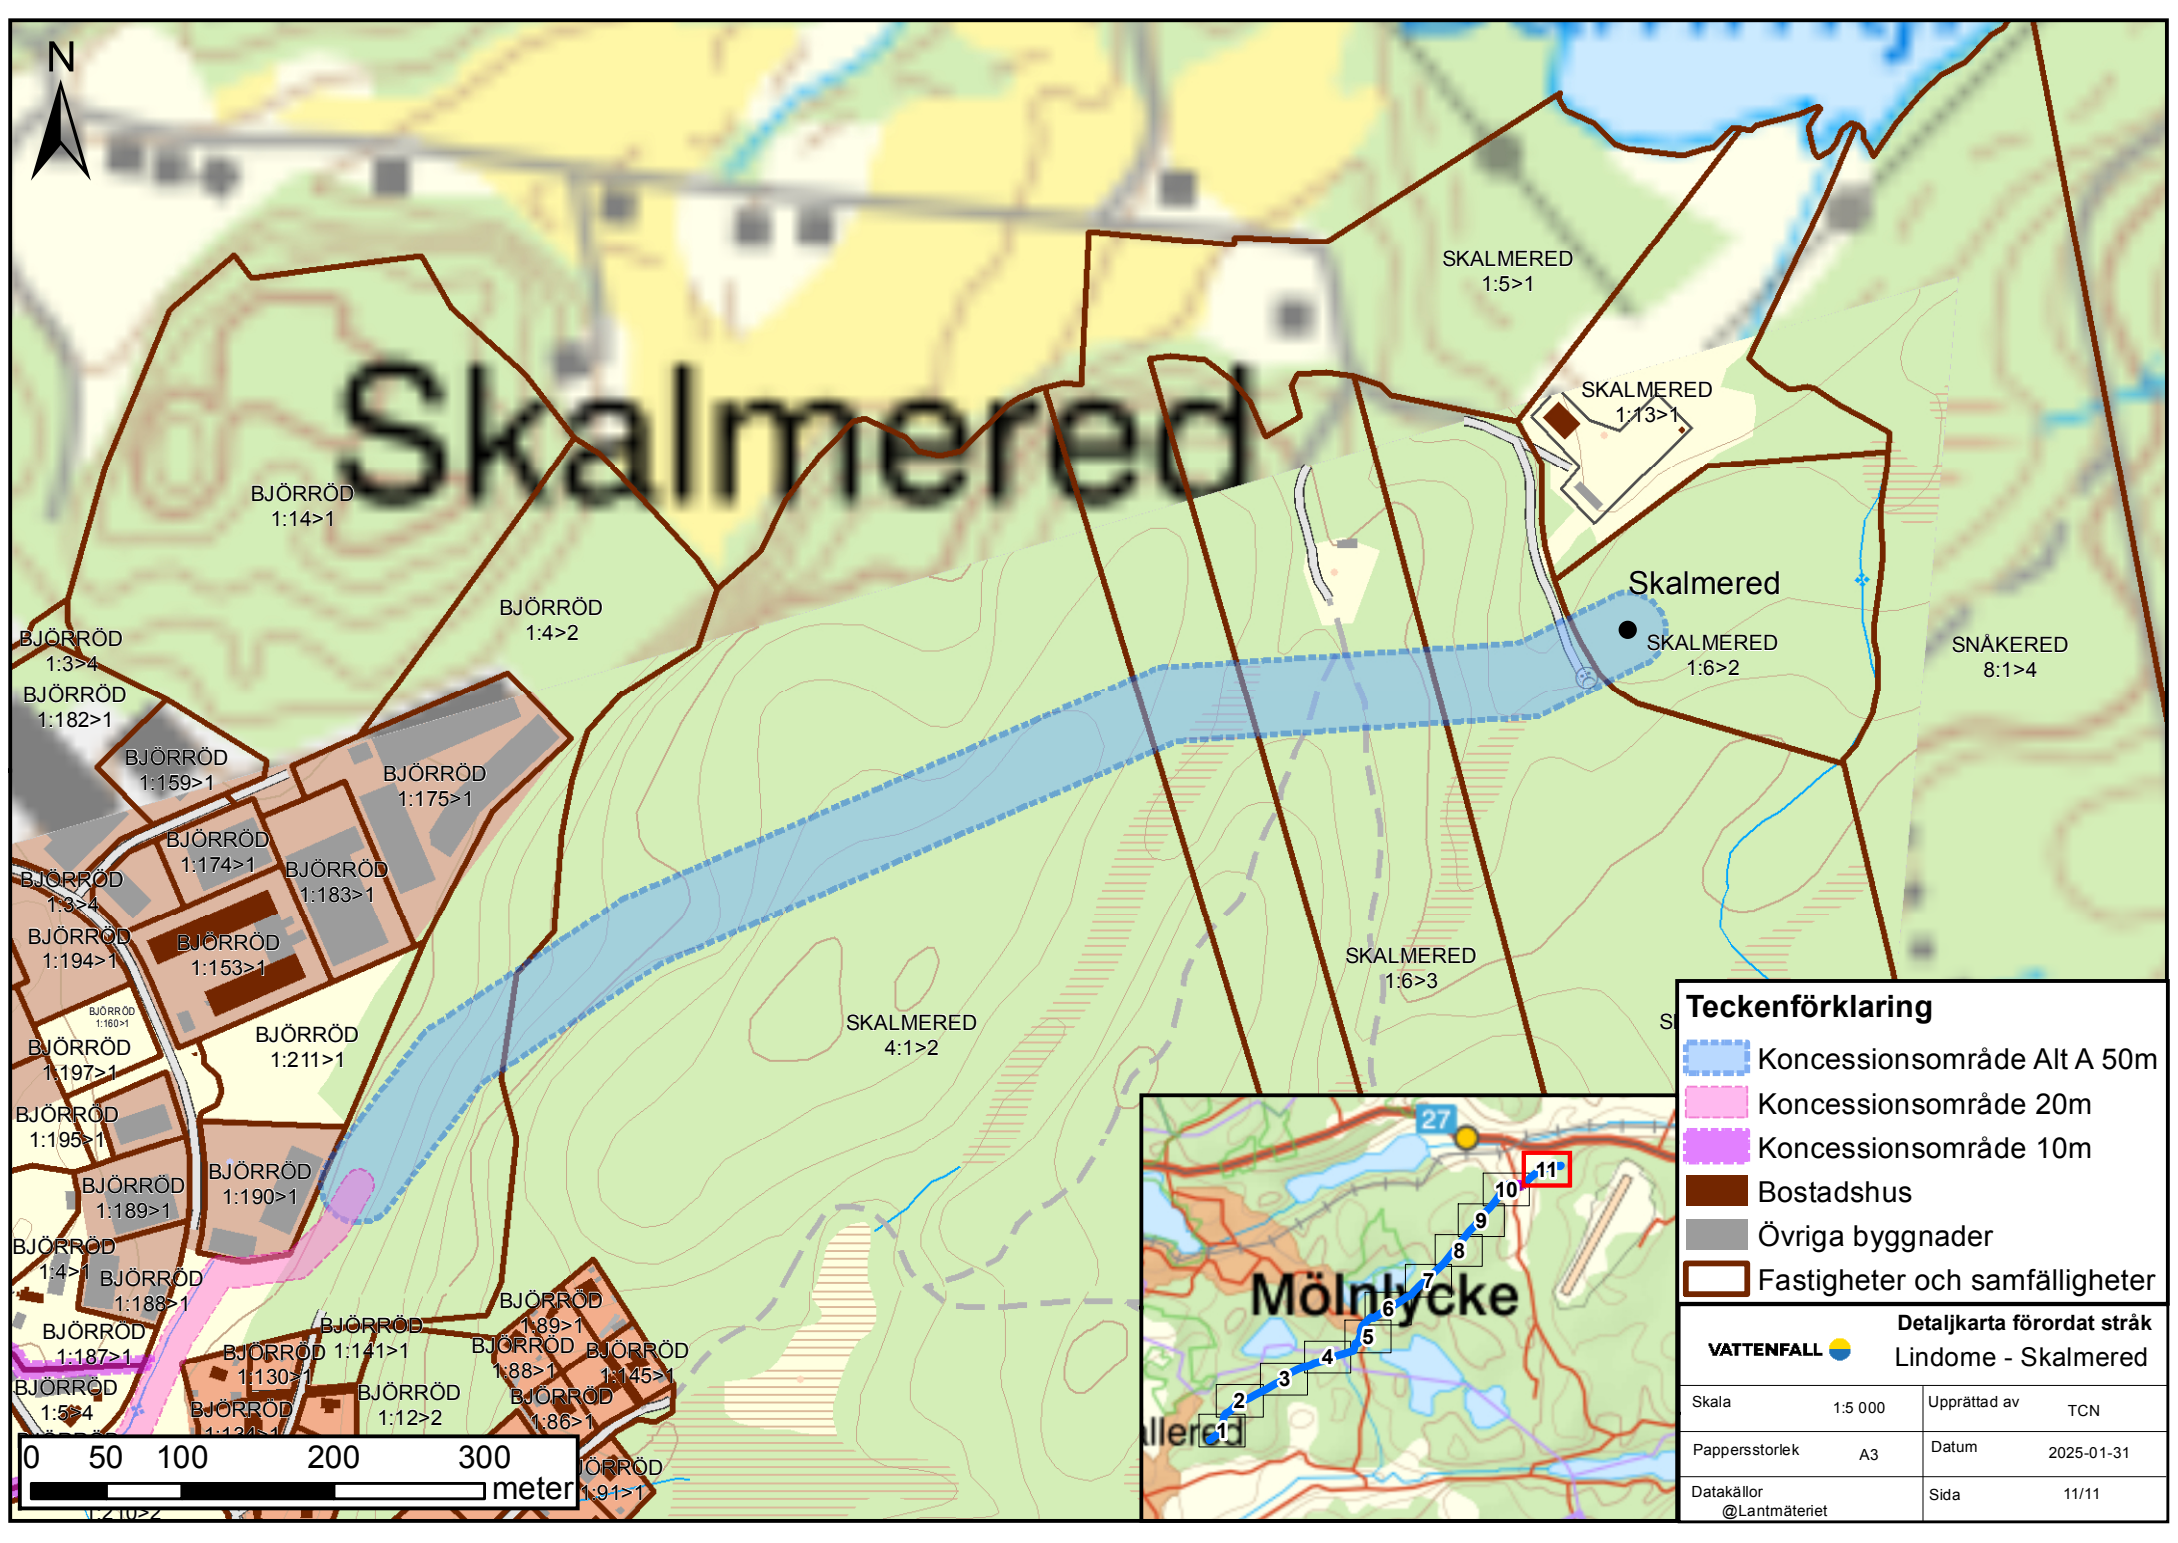 N
Skalmered
SKALMERED
1:5>1
SKALMERED
1:13>1
BJÖRRÖD
1:14>1
BJÖRRÖD
1:4>2
Skalmered
SKALMERED
1:6>2
SNÅKERED
8:1>4
BJÖRRÖD
1:3>4
BJÖRRÖD
1:182>1
BJÖRRÖD
1:159>1
BJÖRRÖD
1:175>1
BJÖRRÖD
1:174>1
BJÖRRÖD
1:183>1
BJÖRRÖD
1:3>4
BJÖRRÖD
1:194>1
BJÖRRÖD
1:153>1
BJÖRRÖD
1:160>1
BJÖRRÖD
1:197>1
BJÖRRÖD
1:211>1
SKALMERED
4:1>2
SKALMERED
1:6>3
BJÖRRÖD
1:195>1
BJÖRRÖD
1:189>1
BJÖRRÖD
1:190>1
BJÖRRÖD
1:4>1
BJÖRRÖD
1:188>1
BJÖRRÖD
1:187>1
BJÖRRÖD
1:5>4
BJÖRRÖD
1:130>1
BJÖRRÖD
1:141>1
BJÖRRÖD
1:134>1
BJÖRRÖD
1:12>2
BJÖRRÖD
1:89>1
BJÖRRÖD
1:88>1
BJÖRRÖD
1:145>1
BJÖRRÖD
1:86>1
JÖRRÖD
1:91>1
1:210>2
0 50 100 200 300
meter
27
11
10
9
8
7
6
5
4
3
2
1
Mölnlycke
allered
Teckenförklaring
Koncessionsområde Alt A 50m
Koncessionsområde 20m
Koncessionsområde 10m
Bostadshus
Övriga byggnader
Fastigheter och samfälligheter
VATTENFALL
Detaljkarta förordat stråk
Lindome - Skalmered
Skala 1:5 000
Upprättad av TCN
Pappersstorlek A3
Datum 2025-01-31
Datakällor
@Lantmäteriet
Sida 11/11